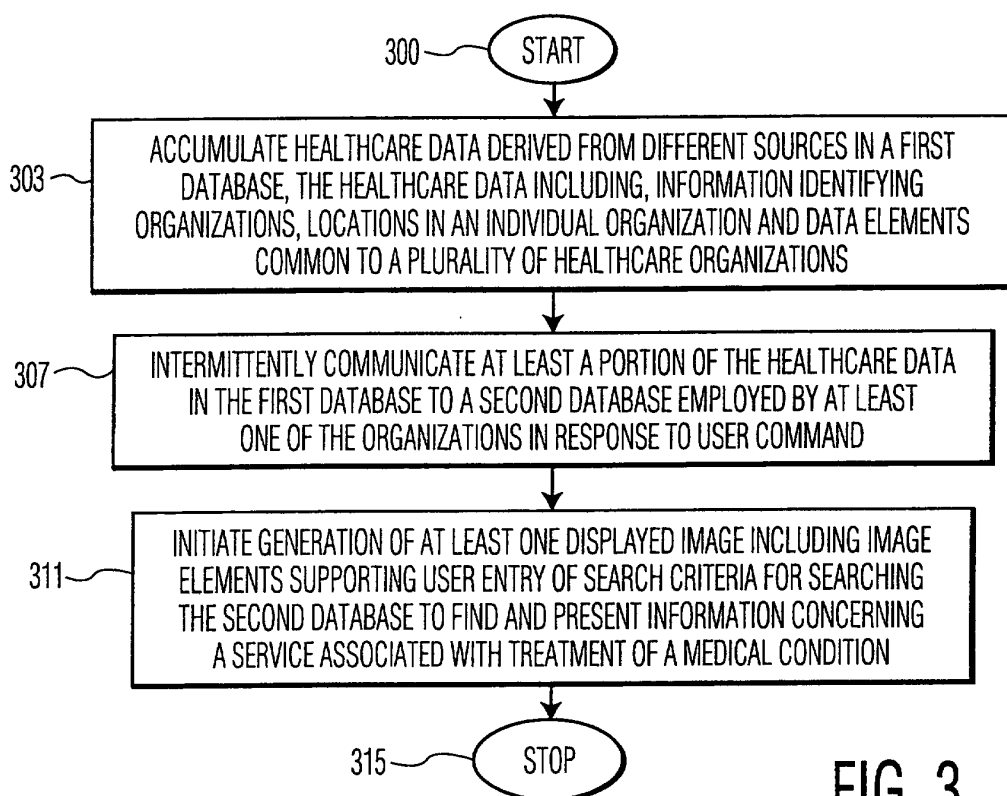 300
START
303
ACCUMULATE HEALTHCARE DATA DERIVED FROM DIFFERENT SOURCES IN A FIRST
DATABASE, THE HEALTHCARE DATA INCLUDING, INFORMATION IDENTIFYING
ORGANIZATIONS, LOCATIONS IN AN INDIVIDUAL ORGANIZATION AND DATA ELEMENTS
COMMON TO A PLURALITY OF HEALTHCARE ORGANIZATIONS
307
INTERMITTENTLY COMMUNICATE AT LEAST A PORTION OF THE HEALTHCARE DATA
IN THE FIRST DATABASE TO A SECOND DATABASE EMPLOYED BY AT LEAST
ONE OF THE ORGANIZATIONS IN RESPONSE TO USER COMMAND
311
INITIATE GENERATION OF AT LEAST ONE DISPLAYED IMAGE INCLUDING IMAGE
ELEMENTS SUPPORTING USER ENTRY OF SEARCH CRITERIA FOR SEARCHING
THE SECOND DATABASE TO FIND AND PRESENT INFORMATION CONCERNING
A SERVICE ASSOCIATED WITH TREATMENT OF A MEDICAL CONDITION
315
STOP
FIG. 3